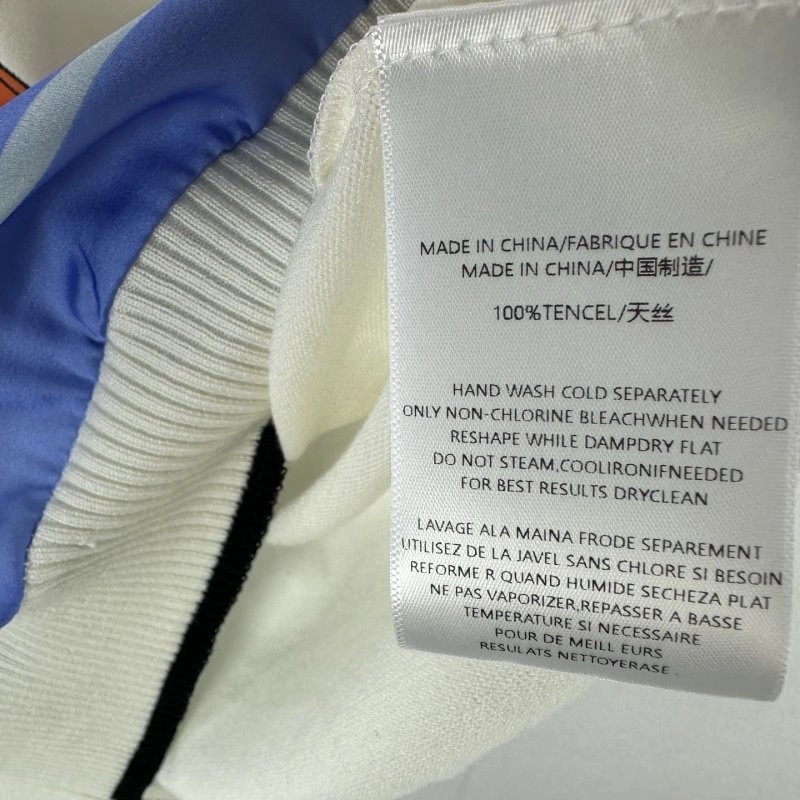 MADE IN CHINA/FABRIQUE EN CHINE
MADE IN CHINA/中国制造/
100%TENCEL/天丝
HAND WASH COLD SEPARATELY
ONLY NON-CHLORINE BLEACHWHEN NEEDED
RESHAPE WHILE DAMPDRY FLAT
DO NOT STEAM,COOLIRONIFNEEDED
FOR BEST RESULTS DRYCLEAN
LAVAGE ALA MAINA FRODE SEPAREMENT
UTILISEZ DE LA JAVEL SANS CHLORE SI BESOIN
REFORME R QUAND HUMIDE SECHEZA PLAT
NE PAS VAPORIZER,REPASSER A BASSE
TEMPERATURE SI NECESSAIRE
POUR DE MEILL EURS
RESULATS NETTOYERASE .